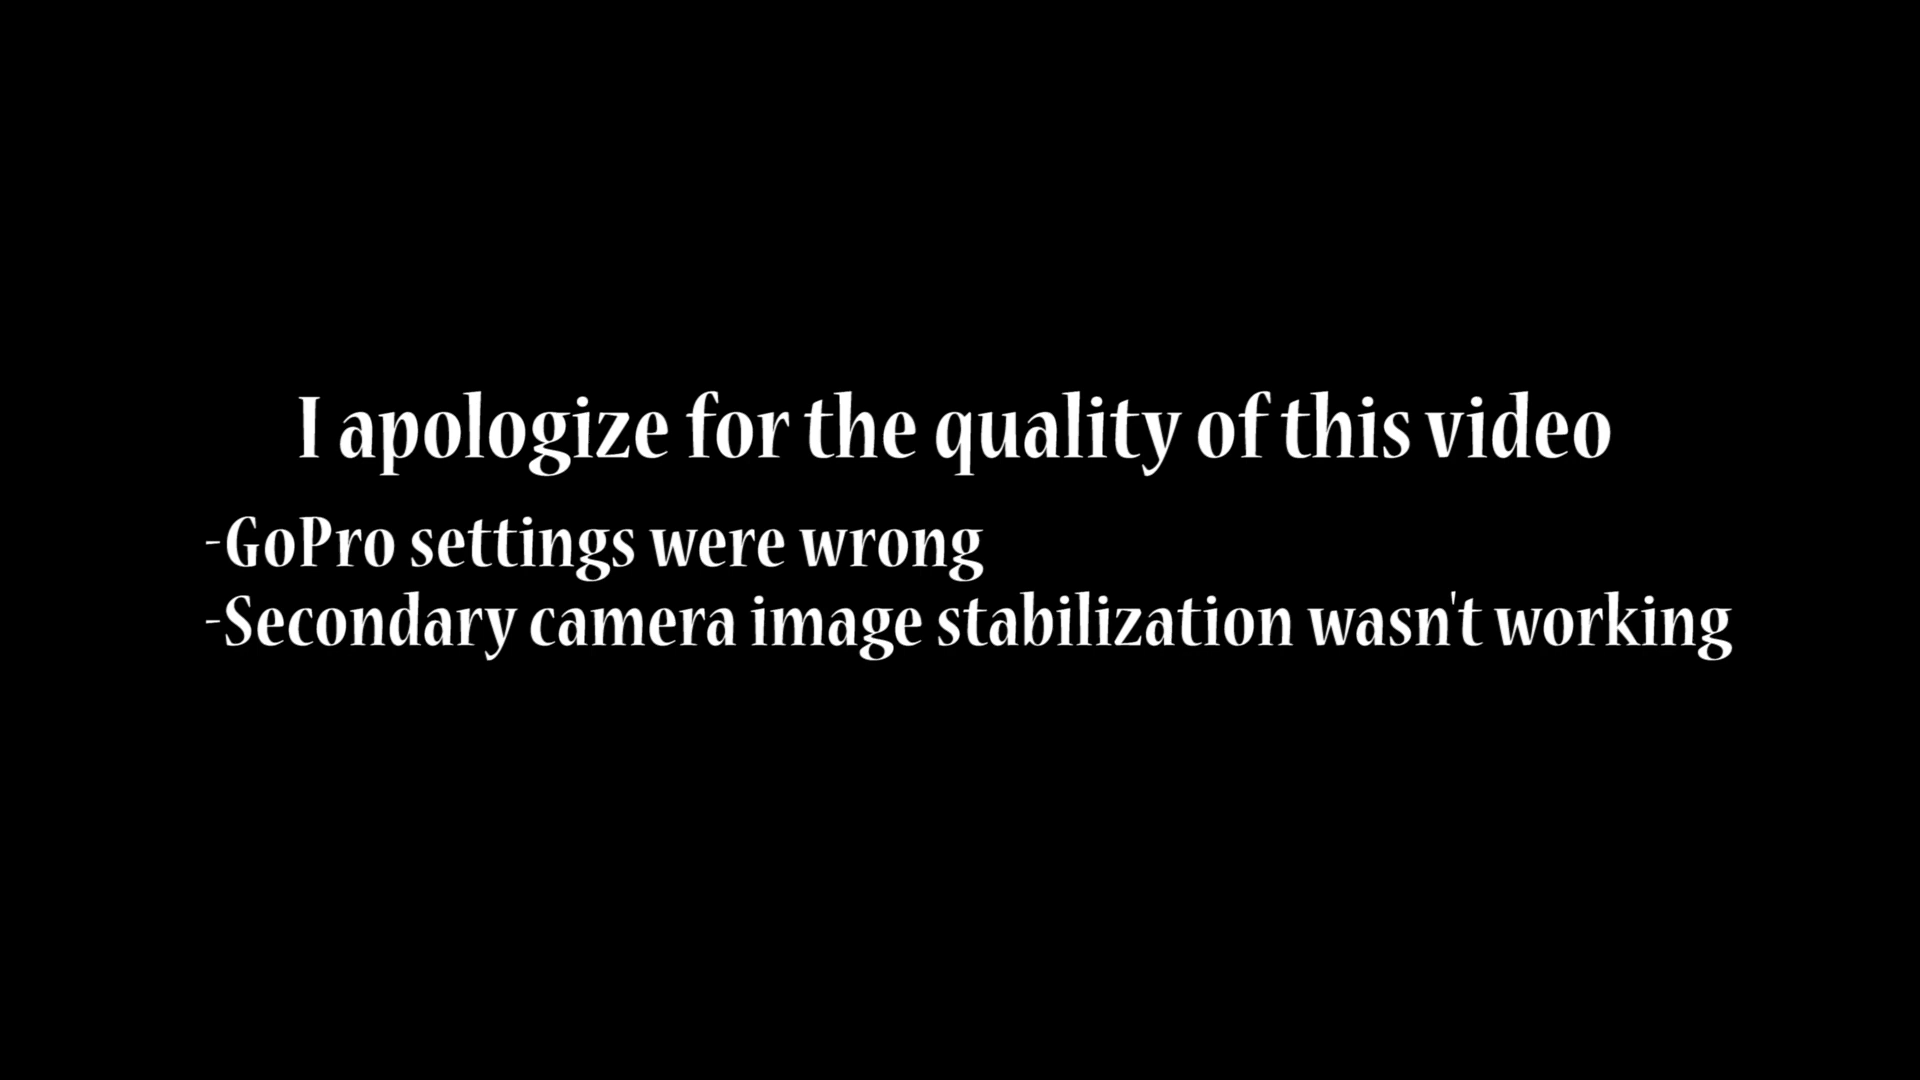 I apologize for the quality of this video
-GoPro settings were wrong
-Secondary camera image stabilization wasn't working